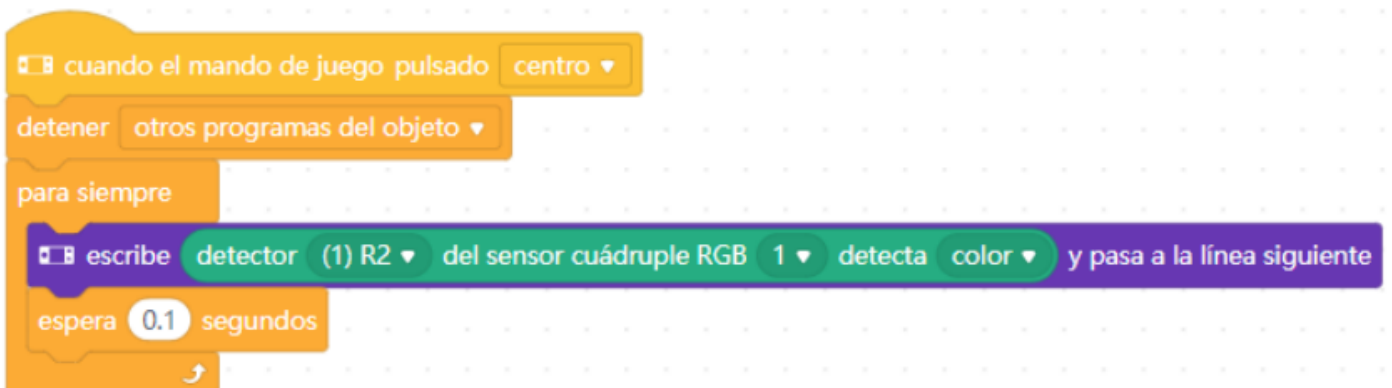 cuando el mando de juego pulsado centro
detener otros programas del objeto
para siempre
escribe detector (1) R2 del sensor cuádruple RGB 1 detecta color y pasa a la línea siguiente
espera 0.1 segundos